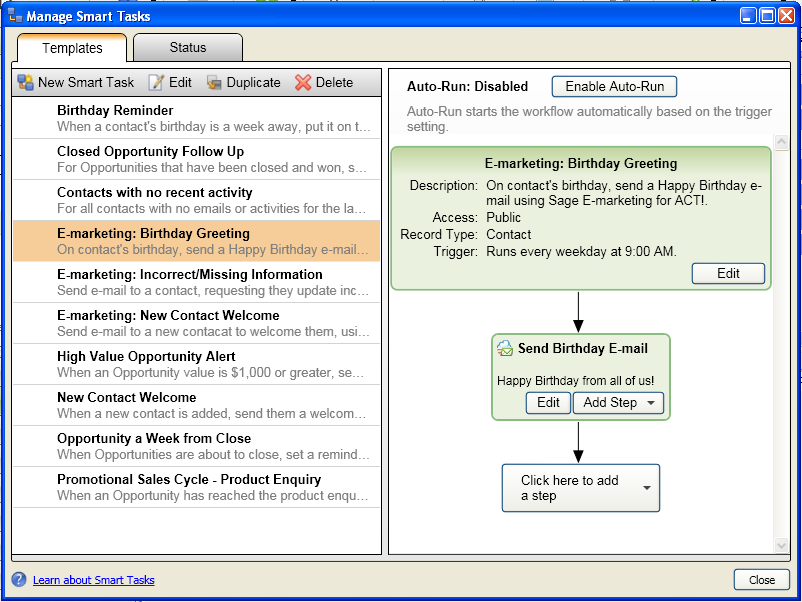 Manage Smart Tasks
Templates
Status
New Smart Task
Edit
Duplicate
Delete
Birthday Reminder
When a contact's birthday is a week away, put it on t...
Closed Opportunity Follow Up
For Opportunities that have been closed and won, s...
Contacts with no recent activity
For all contacts with no emails or activities for the la...
E-marketing: Birthday Greeting
On contact's birthday, send a Happy Birthday e-mail...
E-marketing: Incorrect/Missing Information
Send e-mail to a contact, requesting they update inc...
E-marketing: New Contact Welcome
Send e-mail to a new contacat to welcome them, usi...
High Value Opportunity Alert
When an Opportunity value is $1,000 or greater, se...
New Contact Welcome
When a new contact is added, send them a welcom...
Opportunity a Week from Close
When Opportunities are about to close, set a remind...
Promotional Sales Cycle - Product Enquiry
When an Opportunity has reached the product enqu...
Auto-Run: Disabled
Enable Auto-Run
Auto-Run starts the workflow automatically based on the trigger
setting.
E-marketing: Birthday Greeting
Description: On contact's birthday, send a Happy Birthday e-
mail using Sage E-marketing for ACT!.
Access: Public
Record Type: Contact
Trigger: Runs every weekday at 9:00 AM.
Edit
Send Birthday E-mail
Happy Birthday from all of us!
Edit
Add Step
Click here to add
a step
? Learn about Smart Tasks
Close